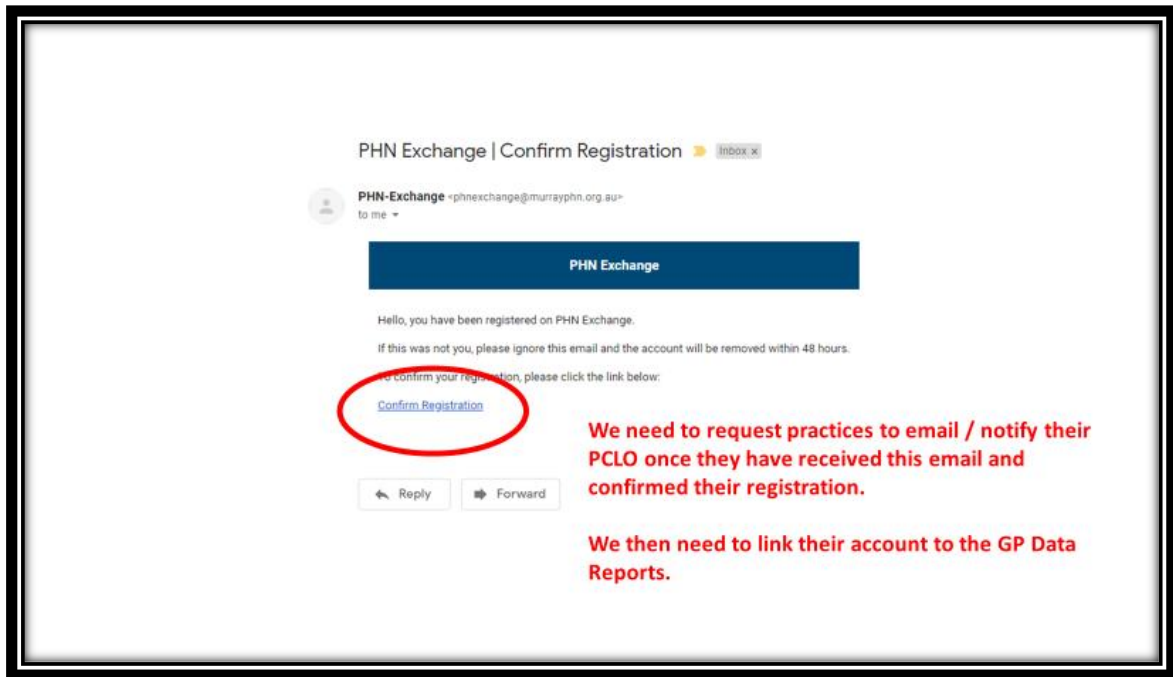 PHN Exchange | Confirm Registration Inbox x
PHN-Exchange <phnexchange@murrayphn.org.au>
to me
PHN Exchange
Hello, you have been registered on PHN Exchange.
If this was not you, please ignore this email and the account will be removed within 48 hours.
To confirm your registration, please click the link below:
Confirm Registration
We need to request practices to email / notify their
PCLO once they have received this email and
confirmed their registration.
Reply Forward
We then need to link their account to the GP Data
Reports.